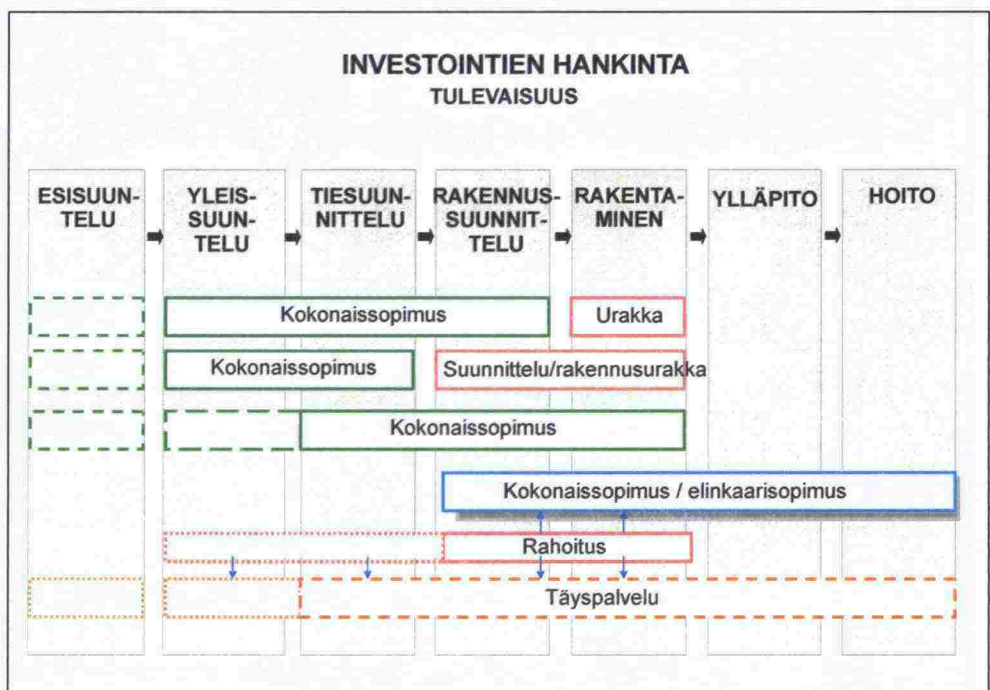 INVESTOINTIEN HANKINTA
TULEVAISUUS
ESISUUN-
TELU
YLEIS-
SUUN-
TELU
TIESUUN-
NITTELU
RAKENNUS-
SUUNNIT-
TELU
RAKENTA-
MINEN
YLLÄPITO
HOITO
Kokonaissopimus
Urakka
Kokonaissopimus
Suunnittelu/rakennusurakka
Kokonaissopimus
Kokonaissopimus / elinkaarisopimus
Rahoitus
Täyspalvelu